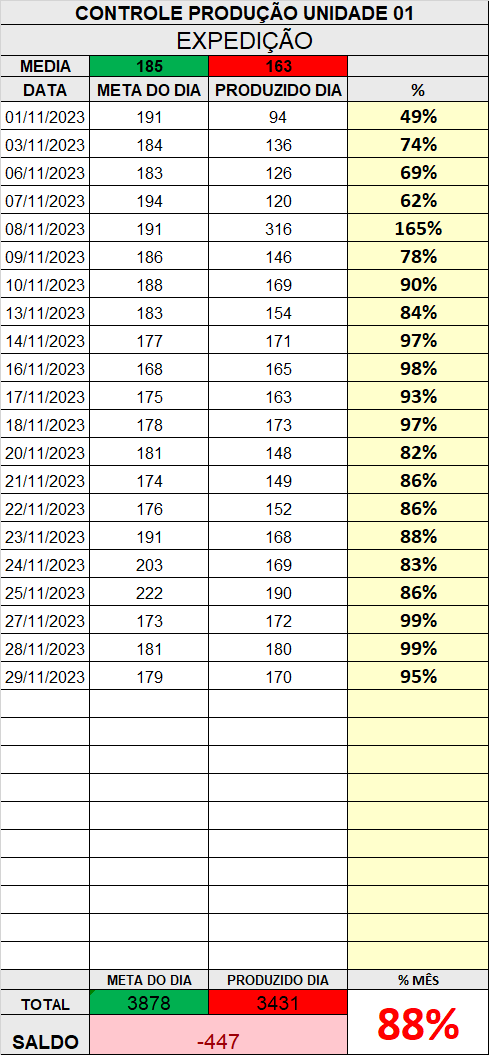 CONTROLE PRODUÇÃO UNIDADE 01
EXPEDIÇÃO
MEDIA 185 163
DATA META DO DIA PRODUZIDO DIA %
01/11/2023 191 94 49%
03/11/2023 184 136 74%
06/11/2023 183 126 69%
07/11/2023 194 120 62%
08/11/2023 191 316 165%
09/11/2023 186 146 78%
10/11/2023 188 169 90%
13/11/2023 183 154 84%
14/11/2023 177 171 97%
16/11/2023 168 165 98%
17/11/2023 175 163 93%
18/11/2023 178 173 97%
20/11/2023 181 148 82%
21/11/2023 174 149 86%
22/11/2023 176 152 86%
23/11/2023 191 168 88%
24/11/2023 203 169 83%
25/11/2023 222 190 86%
27/11/2023 173 172 99%
28/11/2023 181 180 99%
29/11/2023 179 170 95%
META DO DIA PRODUZIDO DIA % MÊS
TOTAL 3878 3431 88%
SALDO -447